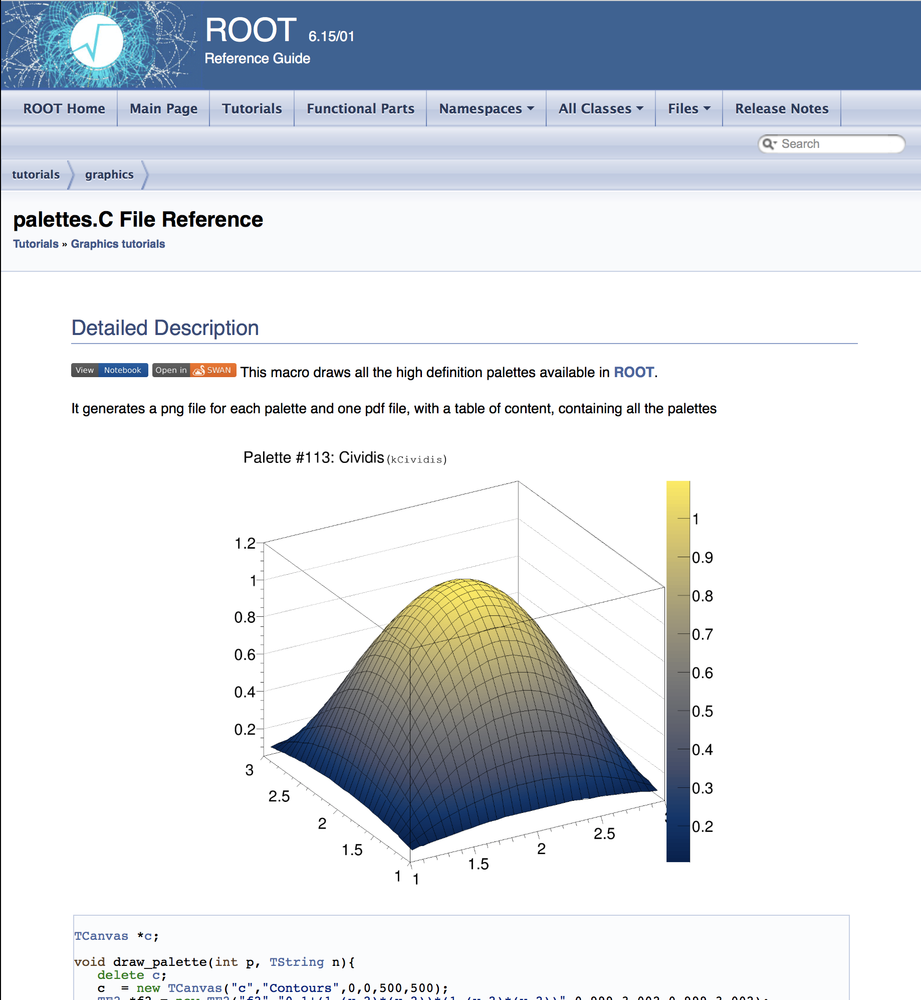 ROOT 6.15/01
Reference Guide
ROOT Home Main Page Tutorials Functional Parts Namespaces All Classes Files Release Notes
Search
tutorials graphics
palettes.C File Reference
Tutorials » Graphics tutorials
Detailed Description
View Notebook Open in SWAN This macro draws all the high definition palettes available in ROOT.
It generates a png file for each palette and one pdf file, with a table of content, containing all the palettes
Palette #113: Cividis (kCividis)
1.2
1
0.8
0.6
0.4
0.2
3
2.5
2
1.5
1
1
1.5
2
2.5
1
0.9
0.8
0.7
0.6
0.5
0.4
0.3
0.2
TCanvas *c;
void draw_palette(int p, TString n){
delete c;
c = new TCanvas("c","Contours",0,0,500,500);